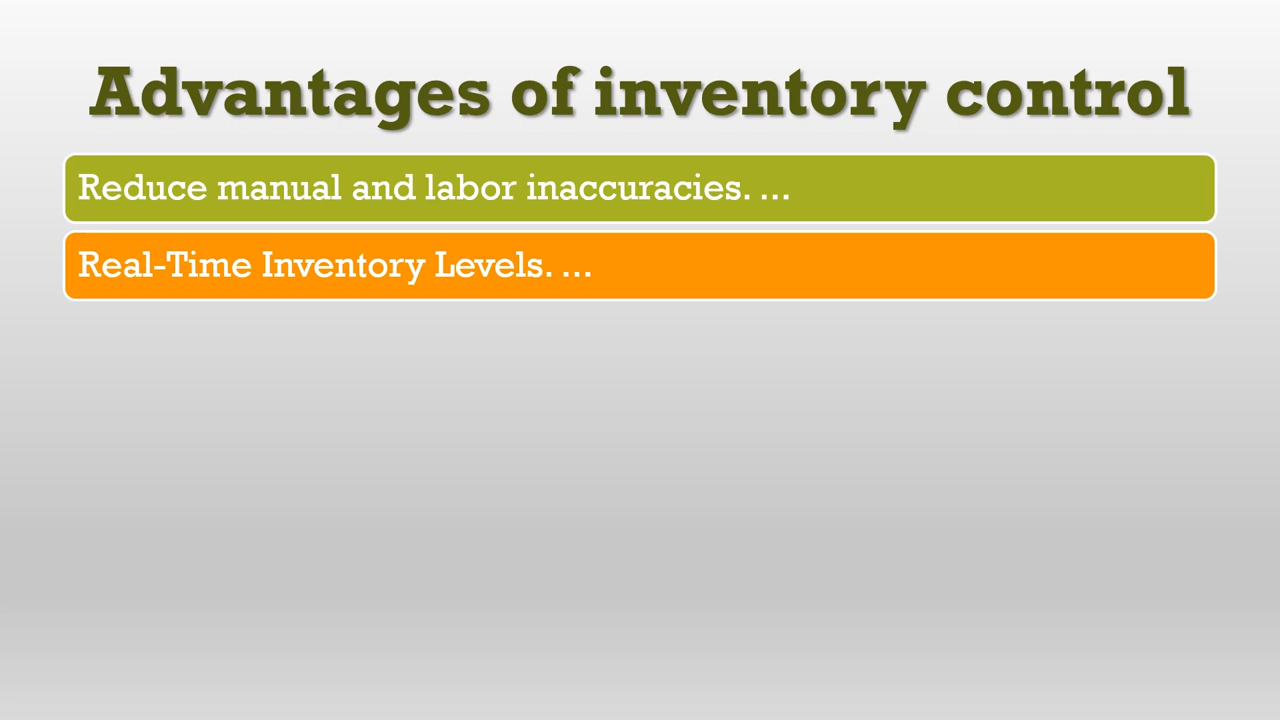 Advantages of inventory control
Reduce manual and labor inaccuracies. ...
Real-Time Inventory Levels. ...